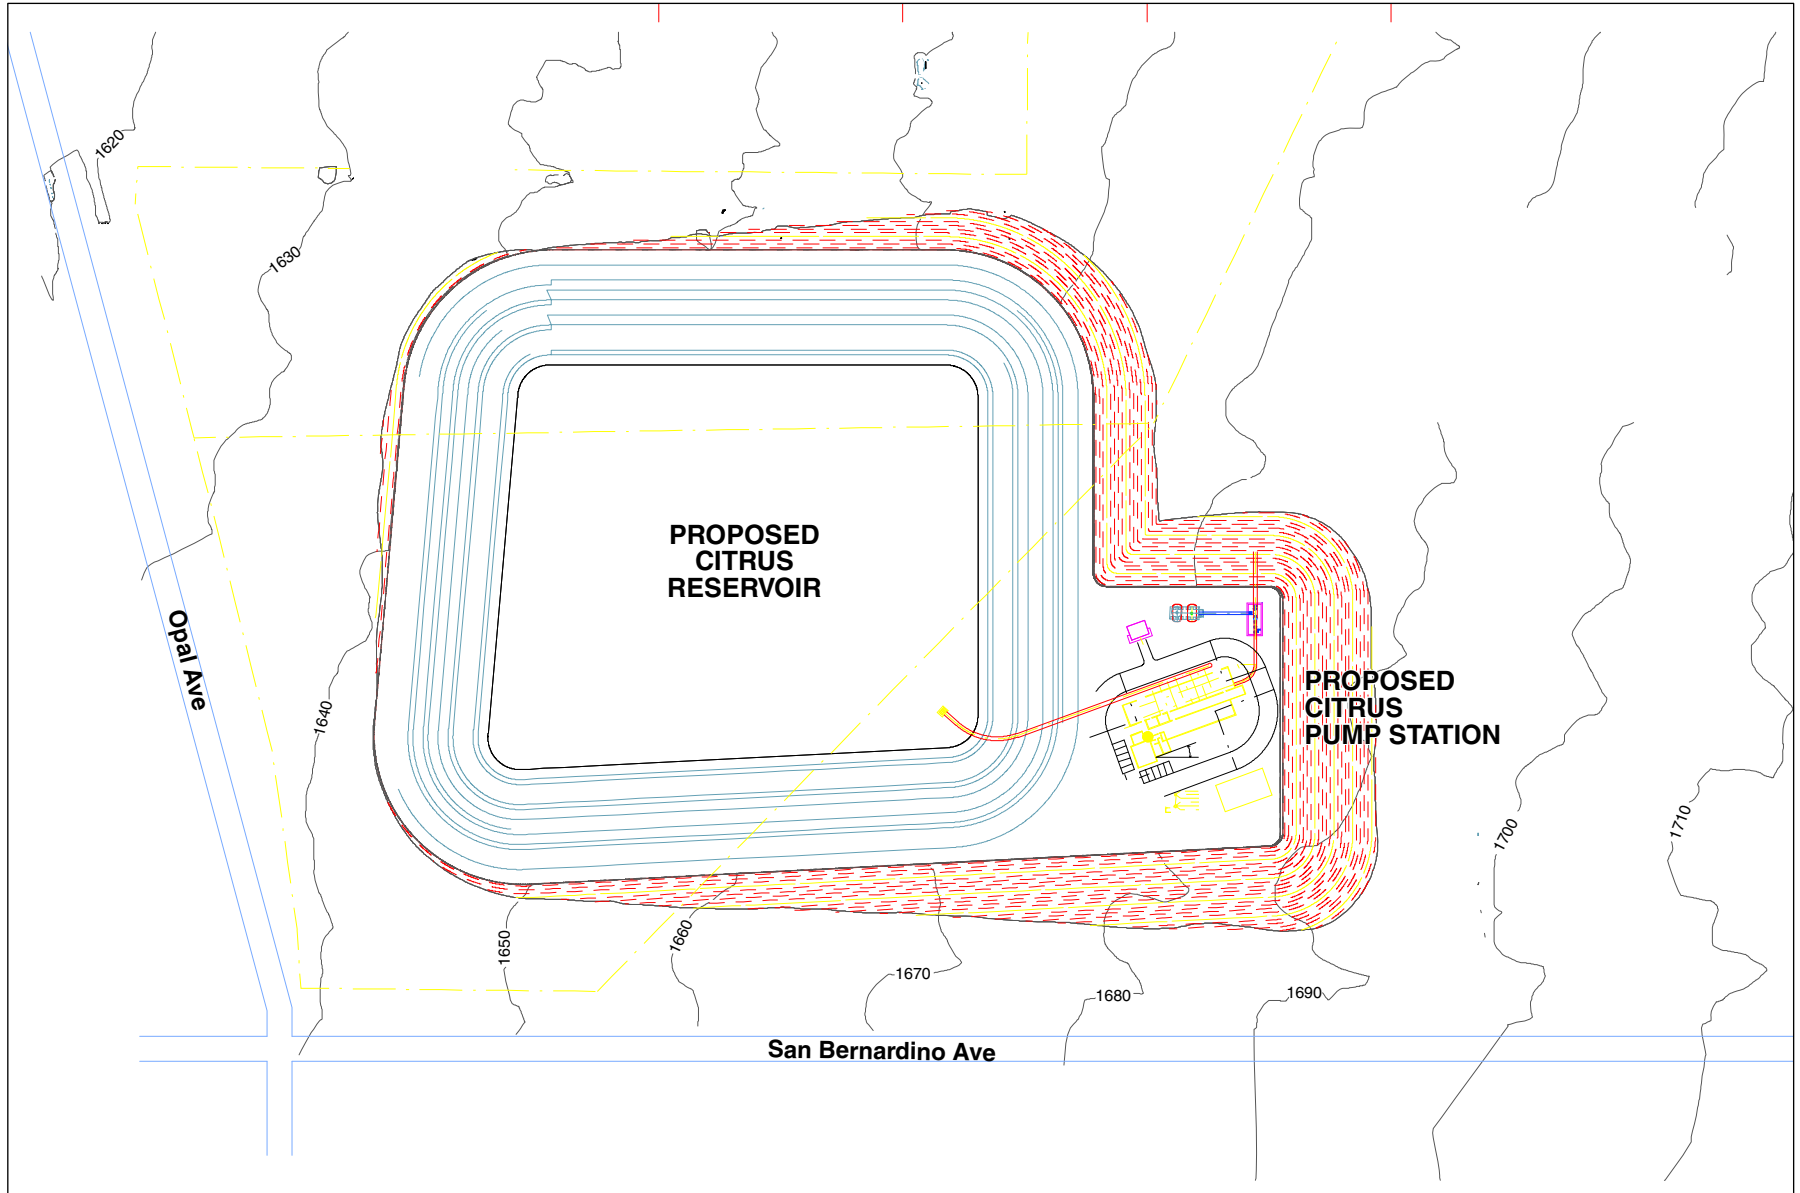 1620
1630
PROPOSED
CITRUS
RESERVOIR
Opal Ave
1640
PROPOSED
CITRUS
PUMP STATION
1650
1660
1670
1680
1690
1700
1710
San Bernardino Ave